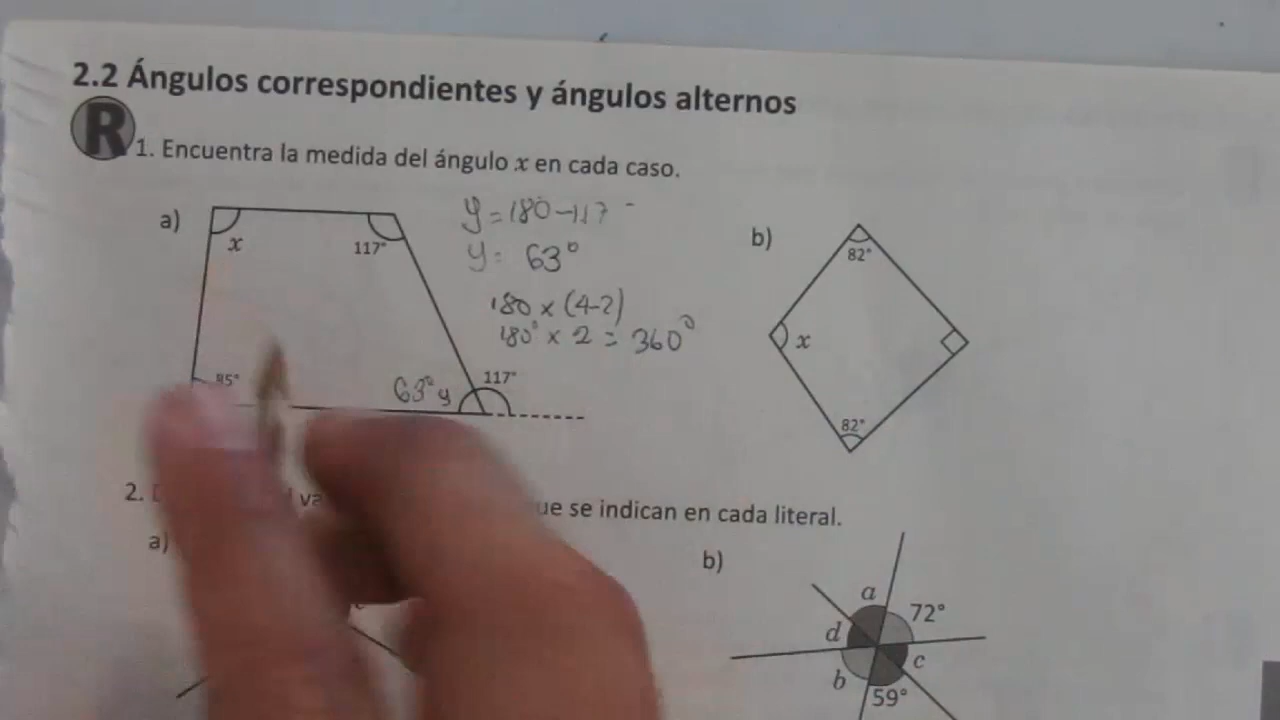 2.2 Ángulos correspondientes y ángulos alternos
R
1. Encuentra la medida del ángulo x en cada caso.
a)
x
117°
85°
63° y
117°
y = 180 - 117
y = 63°
180 x (4-2)
180° x 2 = 360°
b)
82°
x
82°
2.
ue se indican en cada literal.
a)
b)
a
72°
d
c
b
59°